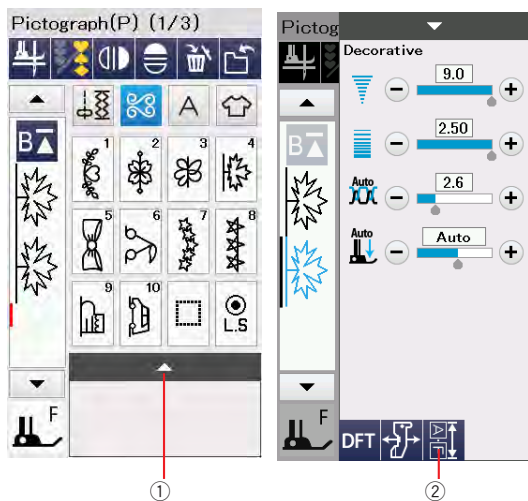 Pictograph(P) (1/3)
B
A
1
2
3
4
5
6
7
8
9
10
L.S
F
①
Pictog
Decorative
9.0
2.50
Auto
2.6
Auto
Auto
B
F
DFT
②